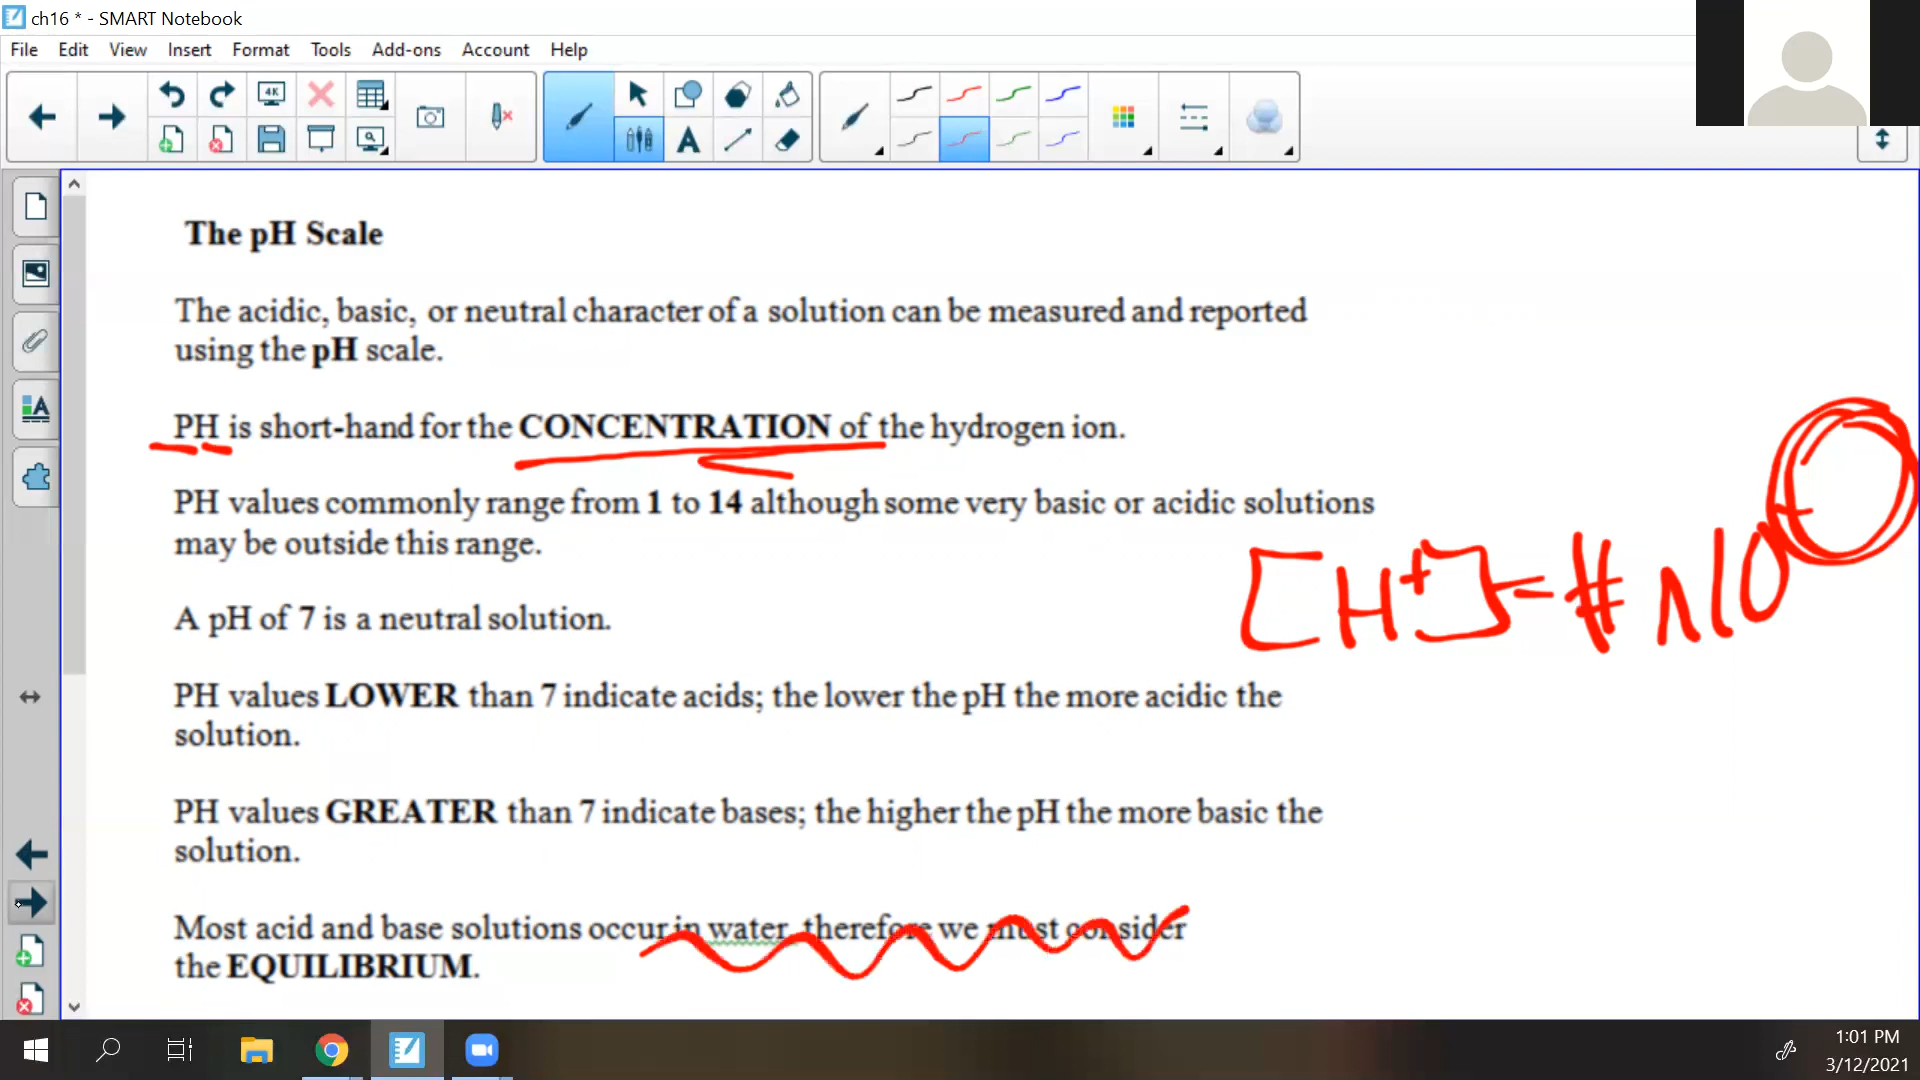 ch16 * - SMART Notebook
File Edit View Insert Format Tools Add-ons Account Help
The pH Scale
The acidic, basic, or neutral character of a solution can be measured and reported
using the pH scale.
PH is short-hand for the CONCENTRATION of the hydrogen ion.
PH values commonly range from 1 to 14 although some very basic or acidic solutions
may be outside this range.
[H+] = # x10-
A pH of 7 is a neutral solution.
PH values LOWER than 7 indicate acids; the lower the pH the more acidic the
solution.
PH values GREATER than 7 indicate bases; the higher the pH the more basic the
solution.
Most acid and base solutions occur in water, therefore we must consider
the EQUILIBRIUM.
1:01 PM
3/12/2021